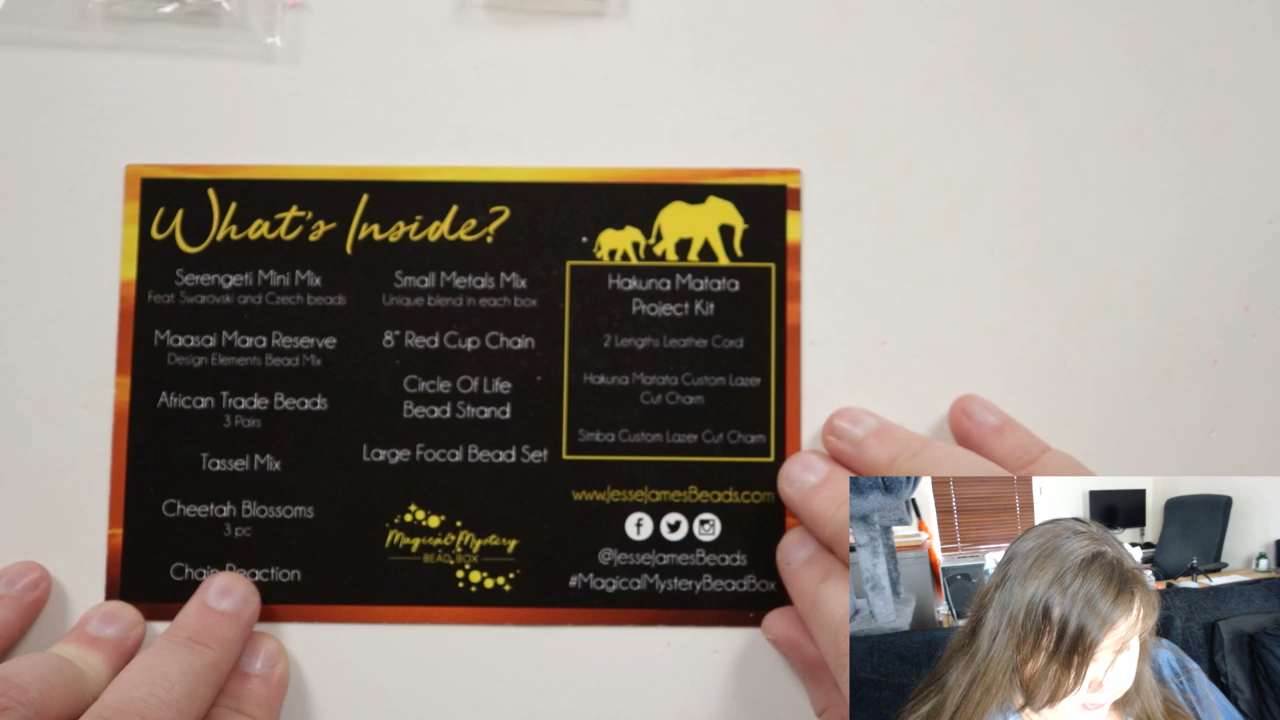 What's Inside?
Serengeti Mini Mix
Feat. Swarovski and Czech beads
Maasai Mara Reserve
Design Elements Bead Mix
African Trade Beads
3 Pairs
Tassel Mix
Cheetah Blossoms
3 pc
Chain Reaction
Small Metals Mix
Unique blend in each box
8" Red Cup Chain
Circle Of Life
Bead Strand
Large Focal Bead Set
Magical Mystery
BEAD BOX
Hakuna Matata
Project Kit
2 Lengths Leather Cord
Hakuna Matata Custom Lazer
Cut Charm
Simba Custom Lazer Cut Charm
www.JesseJamesBeads.com
@JesseJamesBeads
#MagicalMysteryBeadBox